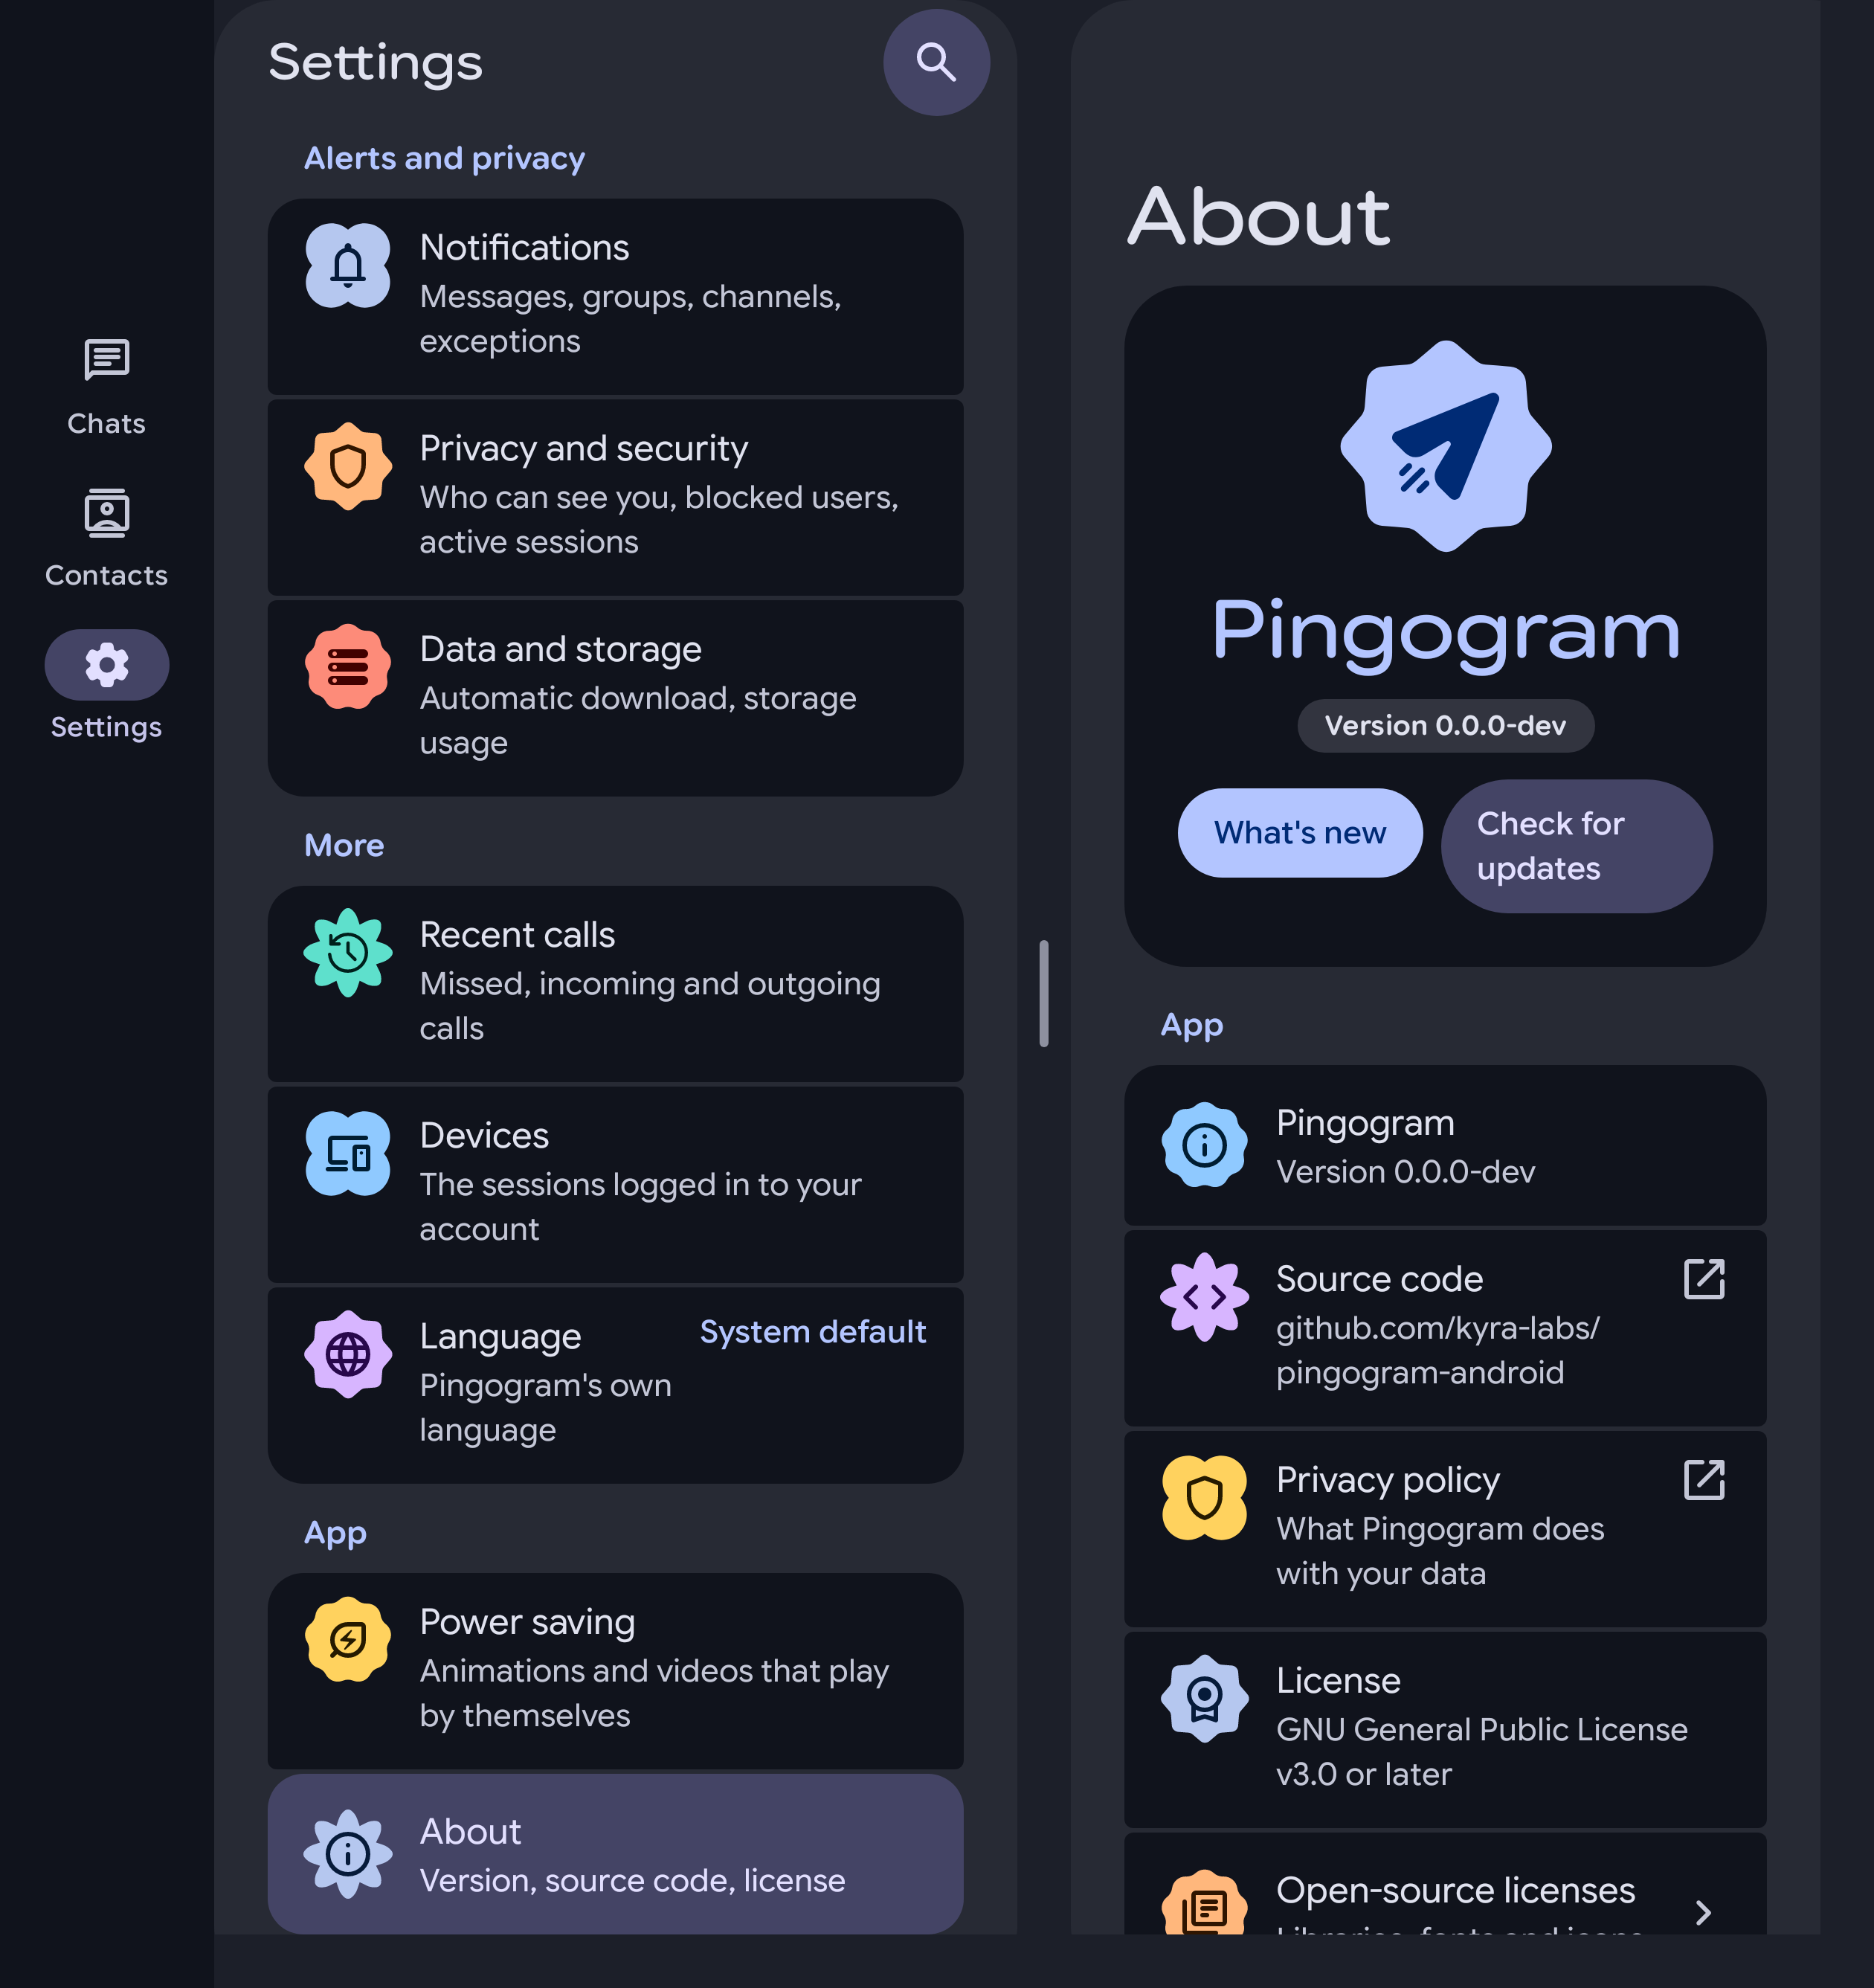 Chats
Contacts
Settings
Settings
Alerts and privacy
Notifications
Messages, groups, channels,
exceptions
Privacy and security
Who can see you, blocked users,
active sessions
Data and storage
Automatic download, storage
usage
More
Recent calls
Missed, incoming and outgoing
calls
Devices
The sessions logged in to your
account
Language
System default
Pingogram's own
language
App
Power saving
Animations and videos that play
by themselves
About
Version, source code, license
About
Pingogram
Version 0.0.0-dev
What's new
Check for
updates
App
Pingogram
Version 0.0.0-dev
Source code
github.com/kyra-labs/
pingogram-android
Privacy policy
What Pingogram does
with your data
License
GNU General Public License
v3.0 or later
Open-source licenses
Libraries, fonts and icons